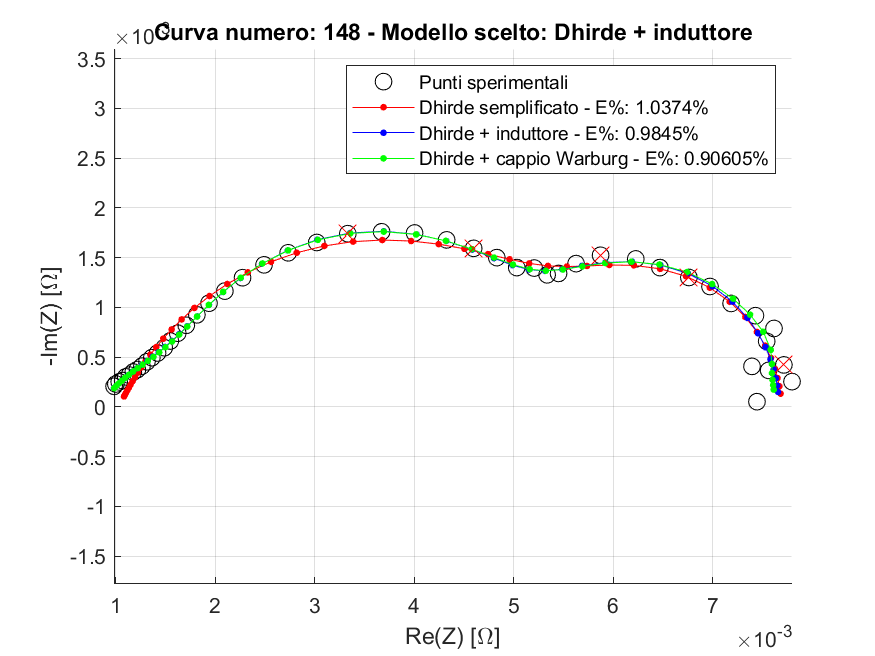 ×10-3
Curva numero: 148 - Modello scelto: Dhirde + induttore
3.5
3
2.5
2
1.5
1
0.5
0
-0.5
-1
-1.5
-Im(Z) [Ω]
Punti sperimentali
Dhirde semplificato - E%: 1.0374%
Dhirde + induttore - E%: 0.9845%
Dhirde + cappio Warburg - E%: 0.90605%
1 2 3 4 5 6 7
Re(Z) [Ω]
×10-3